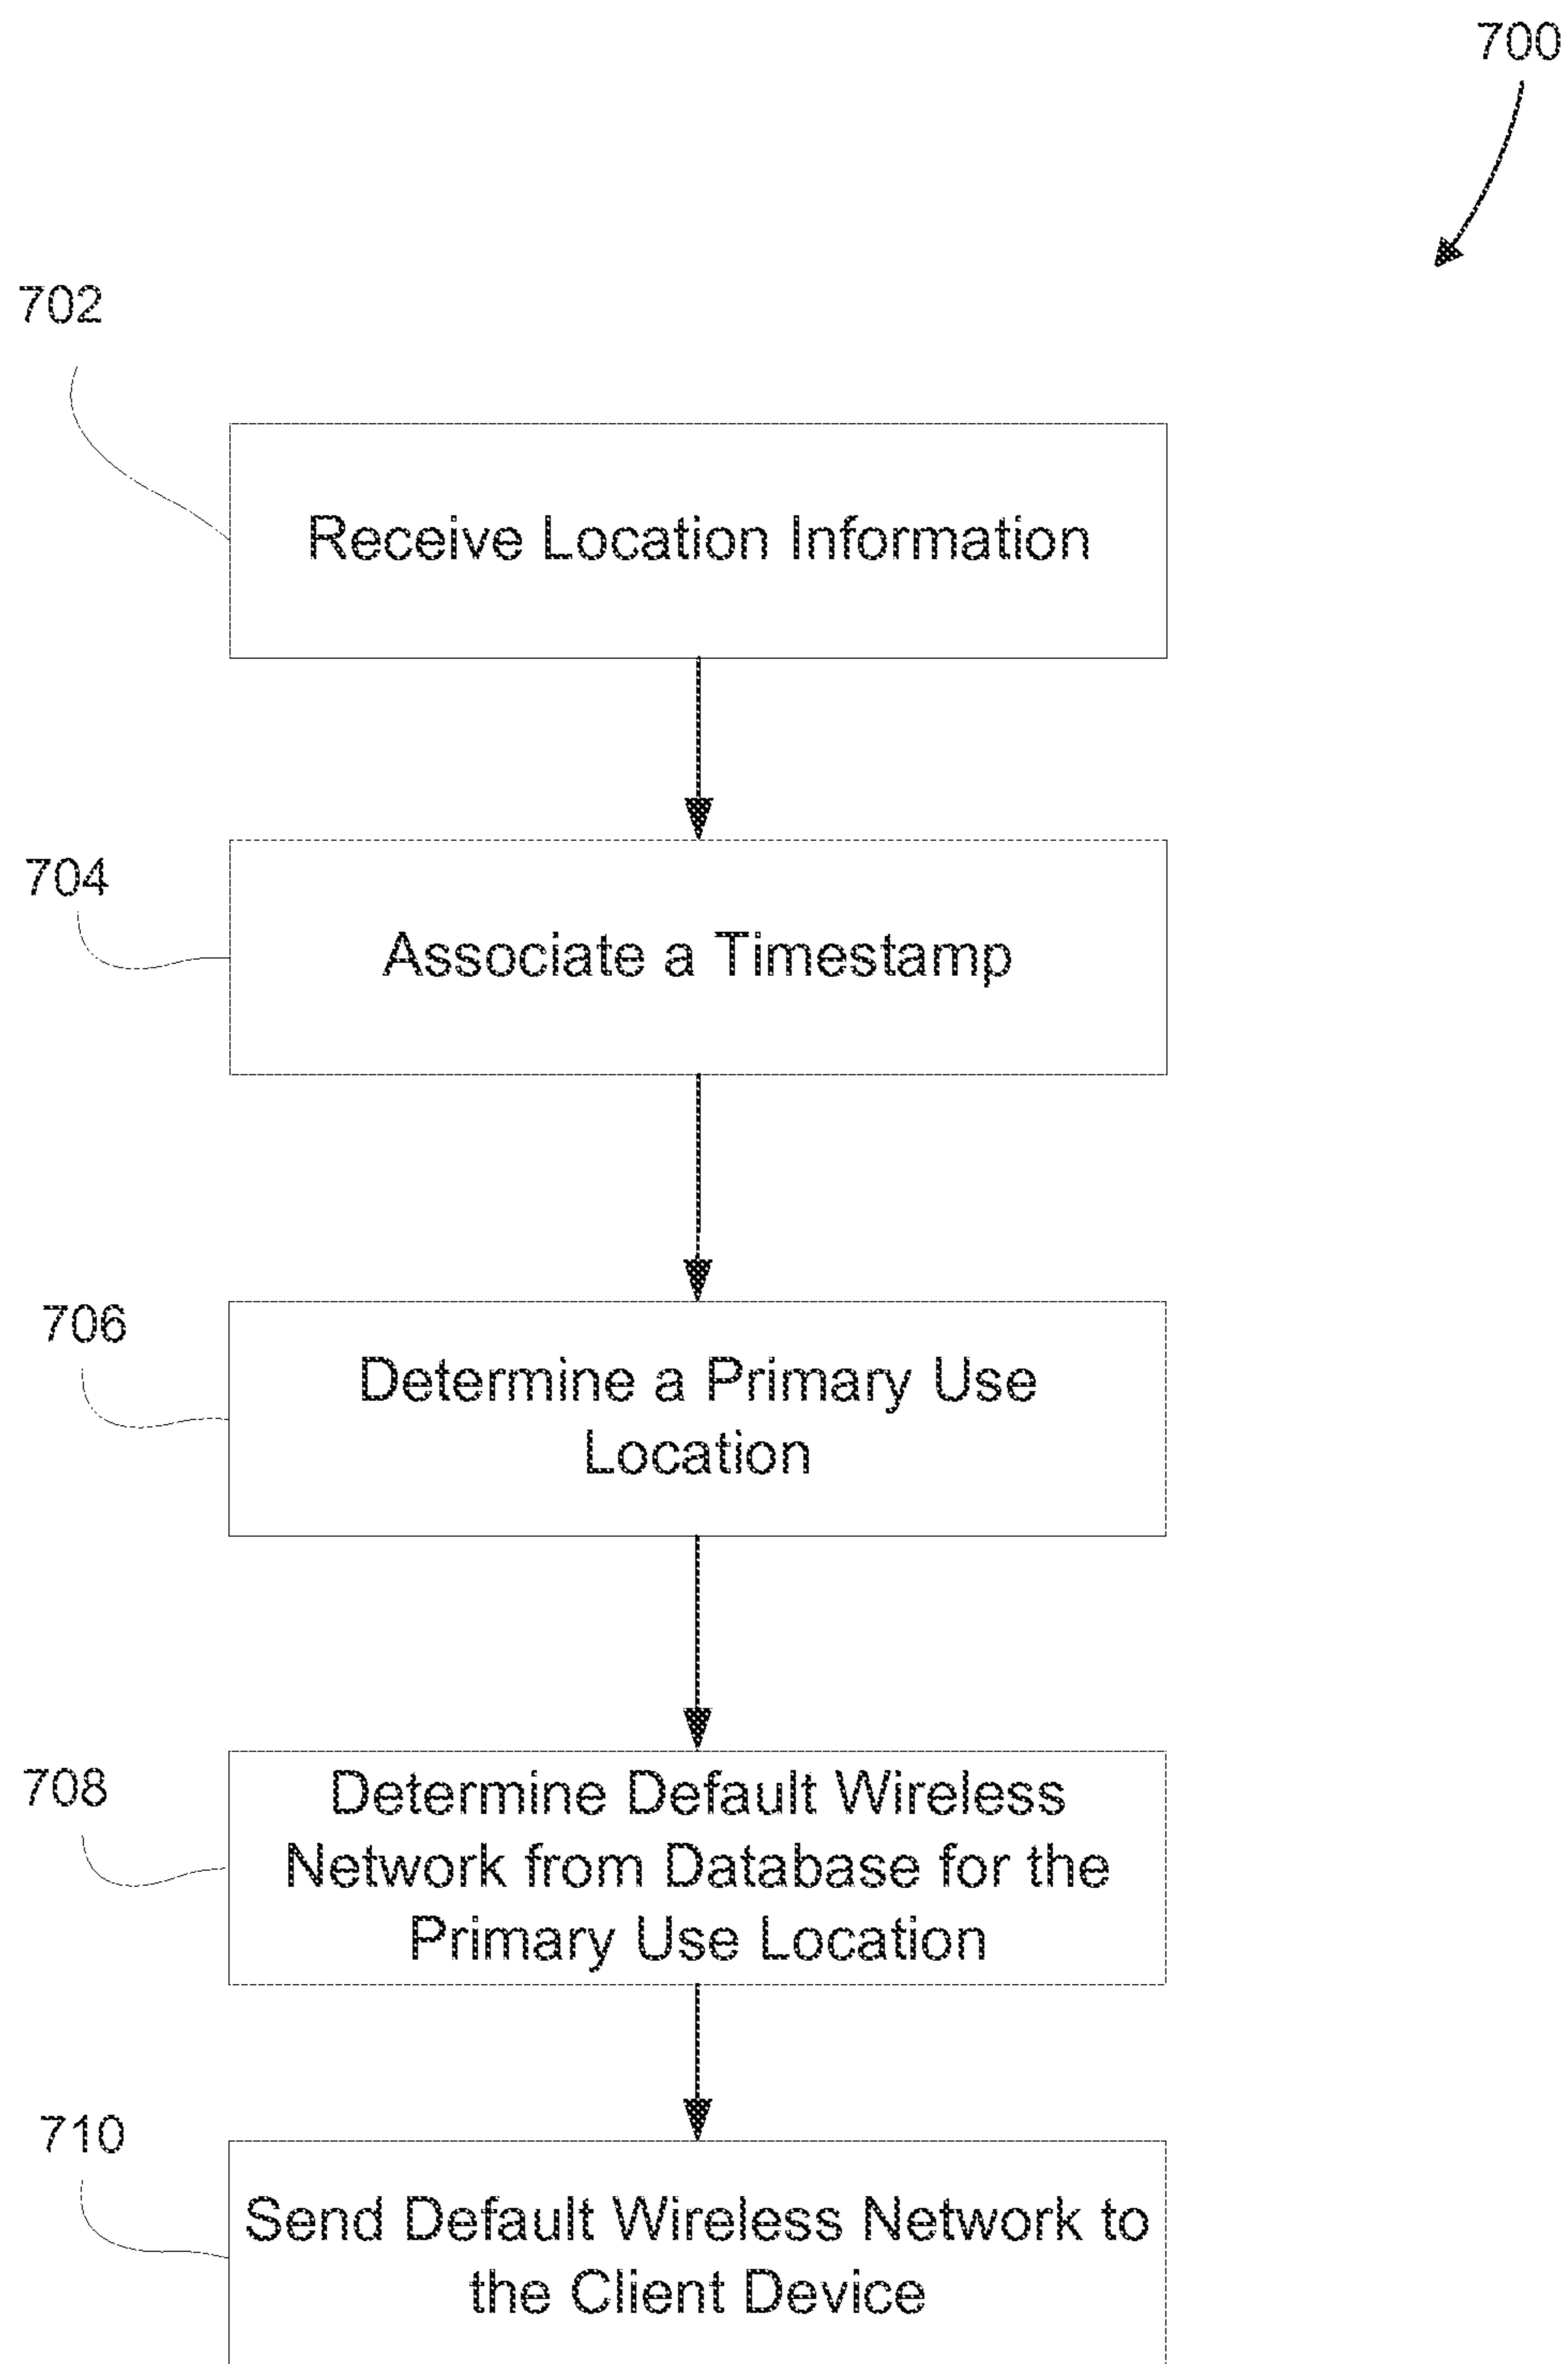 700
702
Receive Location Information
704
Associate a Timestamp
706
Determine a Primary Use
Location
708
Determine Default Wireless
Network from Database for the
Primary Use Location
710
Send Default Wireless Network to
the Client Device